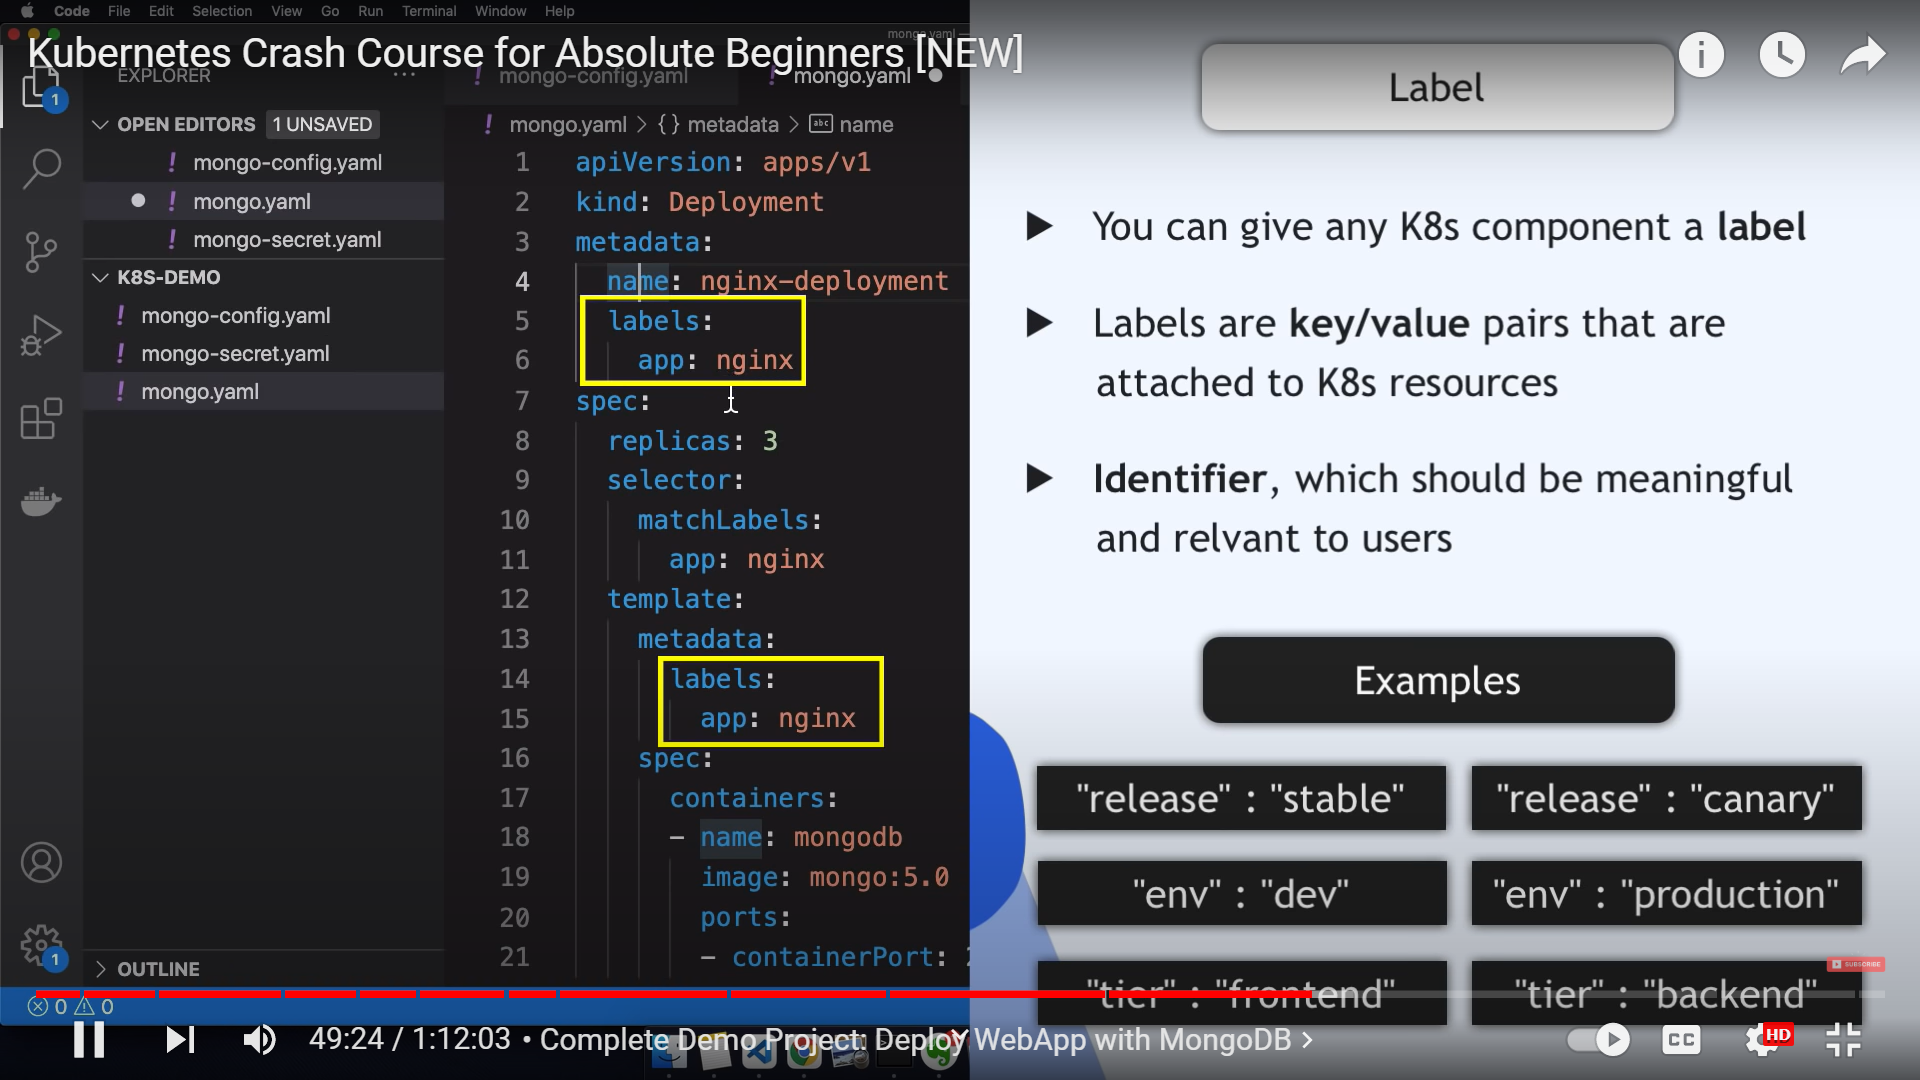 Code File Edit Selection View Go Run Terminal Window Help
Kubernetes Crash Course for Absolute Beginners [NEW]
EXPLORER
OPEN EDITORS 1 UNSAVED
mongo-config.yaml
mongo.yaml
mongo-secret.yaml
K8S-DEMO
mongo-config.yaml
mongo-secret.yaml
mongo.yaml
OUTLINE
1
1
0 0
mongo.yaml
mongo-config.yaml mongo.yaml
mongo.yaml > {} metadata > abc name
1 apiVersion: apps/v1
2 kind: Deployment
3 metadata:
4 name: nginx-deployment
5 labels:
6 app: nginx
7 spec:
8 replicas: 3
9 selector:
10 matchLabels:
11 app: nginx
12 template:
13 metadata:
14 labels:
15 app: nginx
16 spec:
17 containers:
18 - name: mongodb
19 image: mongo:5.0
20 ports:
21 - containerPort:
Label
You can give any K8s component a label
Labels are key/value pairs that are
attached to K8s resources
Identifier, which should be meaningful
and relvant to users
Examples
"release" : "stable" "release" : "canary"
"env" : "dev" "env" : "production"
"tier" : "frontend" "tier" : "backend"
SUBSCRIBE
49:24 / 1:12:03 • Complete Demo Project: Deploy WebApp with MongoDB >
CC HD